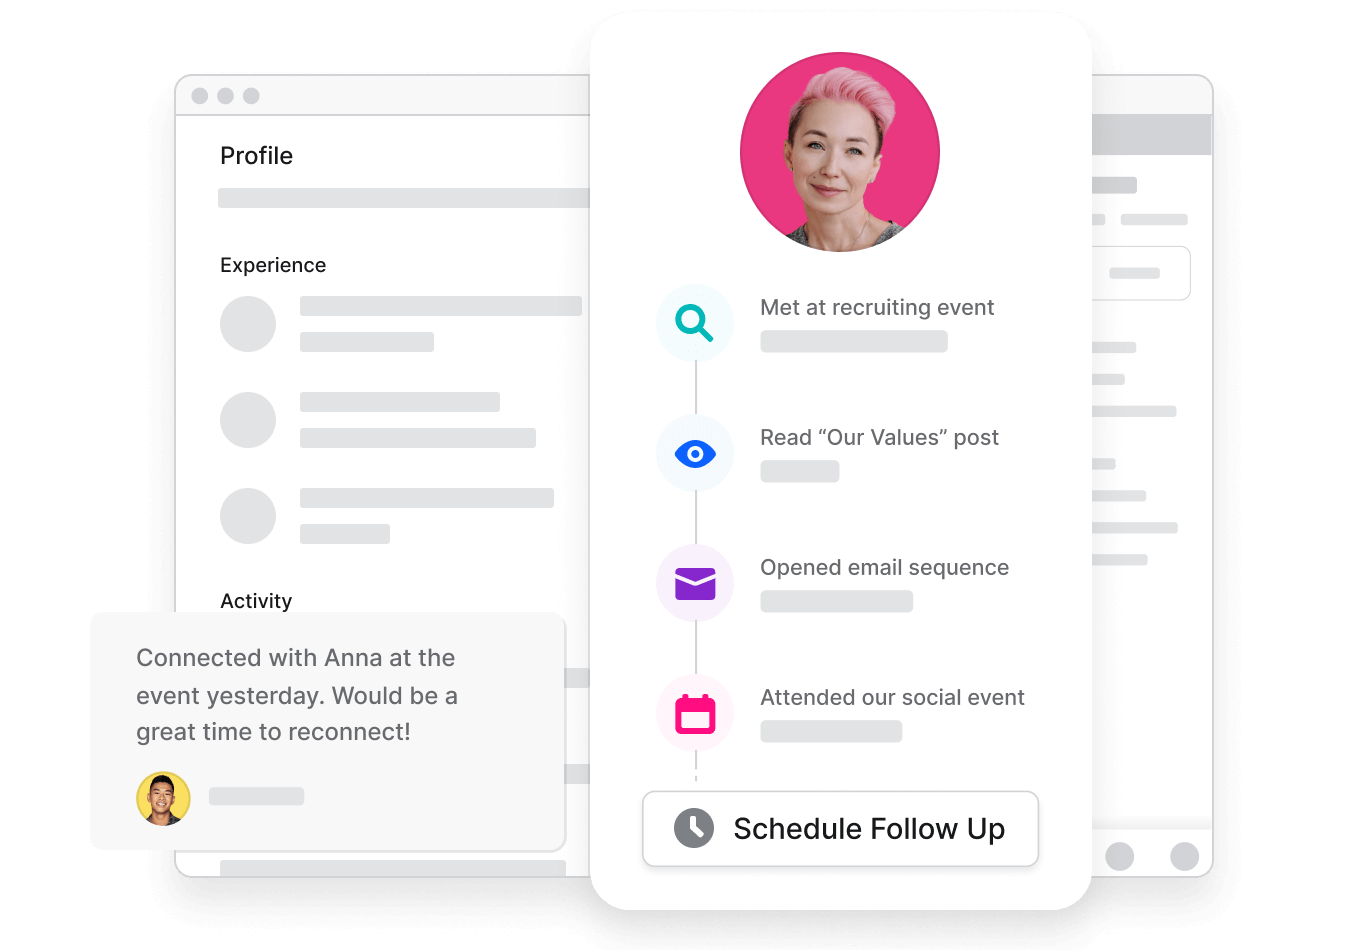 Profile
Experience
Activity
Connected with Anna at the
event yesterday. Would be a
great time to reconnect!
Met at recruiting event
Read “Our Values” post
Opened email sequence
Attended our social event
Schedule Follow Up